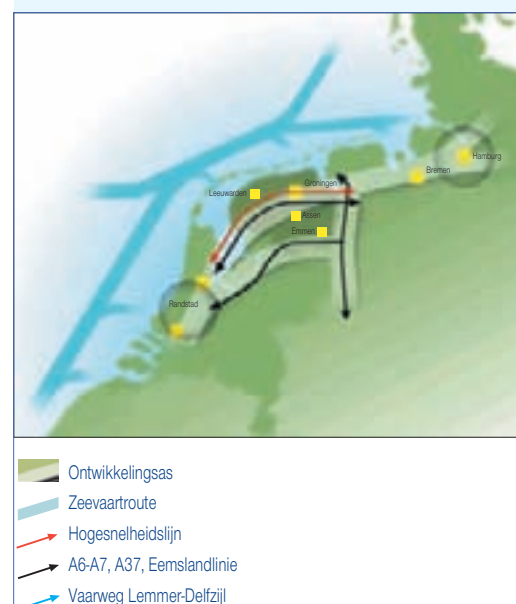 Hamburg
Bremen
Groningen
Leeuwarden
Assen
Emmen
Randstad
Ontwikkelingsas
Zeevaartroute
Hogesnelheidslijn
A6-A7, A37, Eemslandlinie
Vaarweg Lemmer-Delfzijl